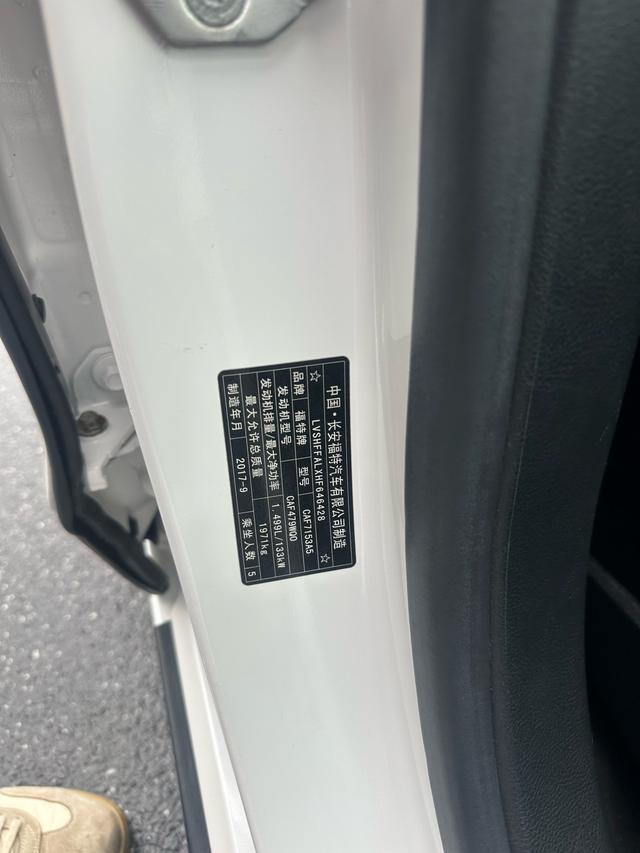 中国·长安福特汽车有限公司制造
☆ LVSHFFALXHF646428 ☆
品牌 福特牌 型号 CAF7153A5
发动机型号 CAF479WQ0
发动机排量/最大净功率 1.499L/133kW
最大允许总质量 1971kg
制造年月 2017-9 乘坐人数 5